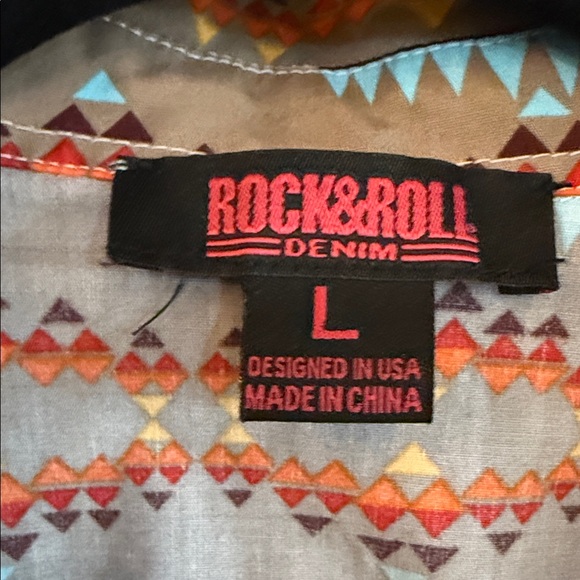 ROCK&ROLL
DENIM
L
DESIGNED IN USA
MADE IN CHINA